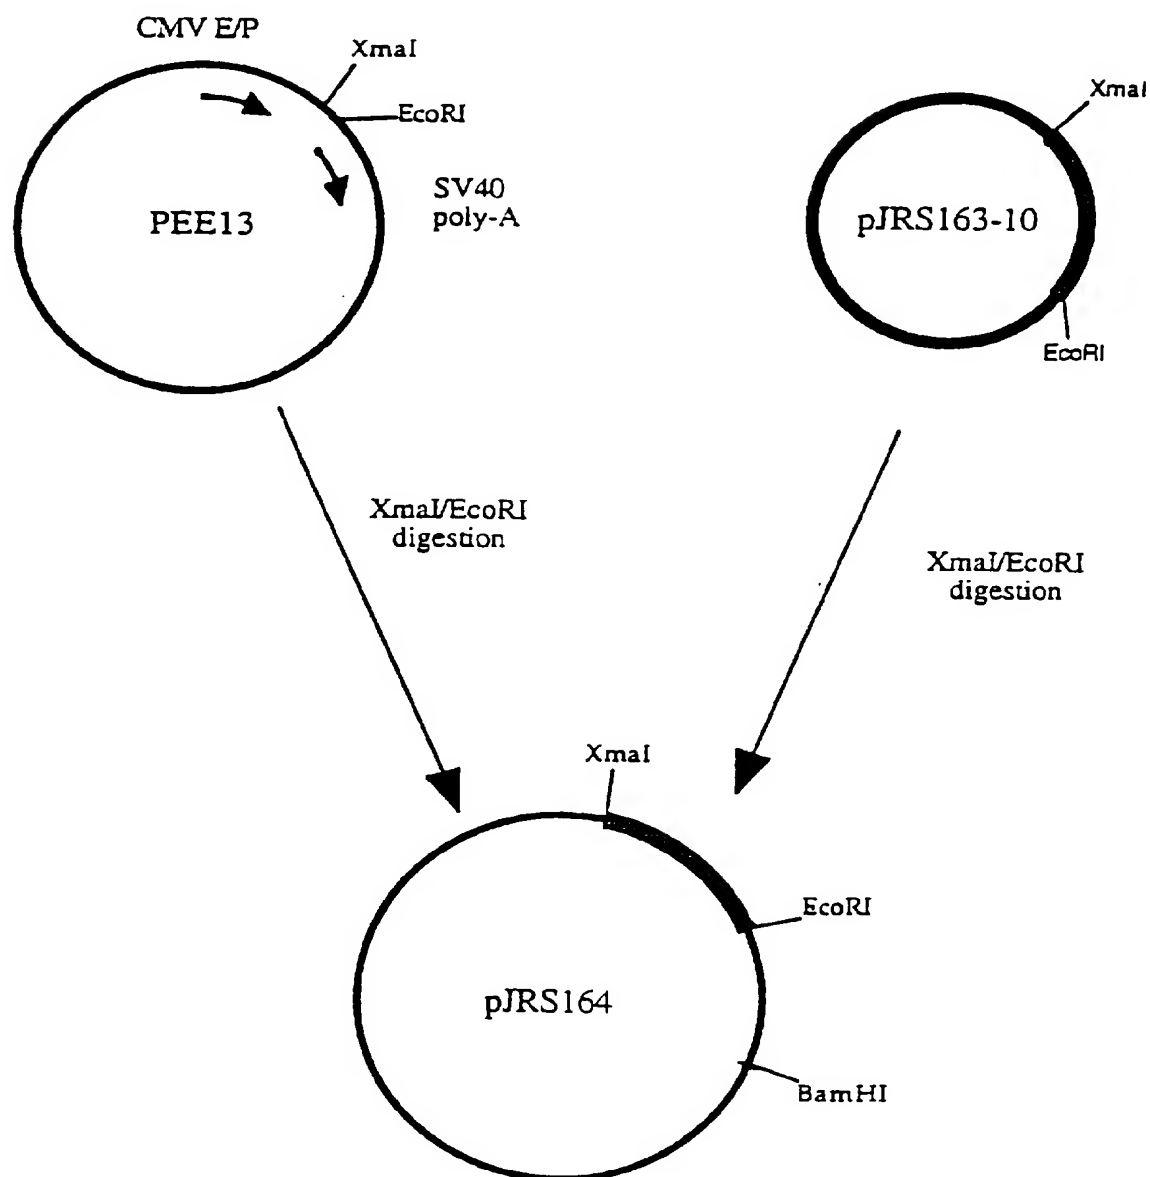 CMV E/P
XmaI
EcoRI
SV40
poly-A
PEE13
XmaI
pJRS163-10
EcoRI
XmaI/EcoRI
digestion
XmaI/EcoRI
digestion
XmaI
EcoRI
pJRS164
BamHI